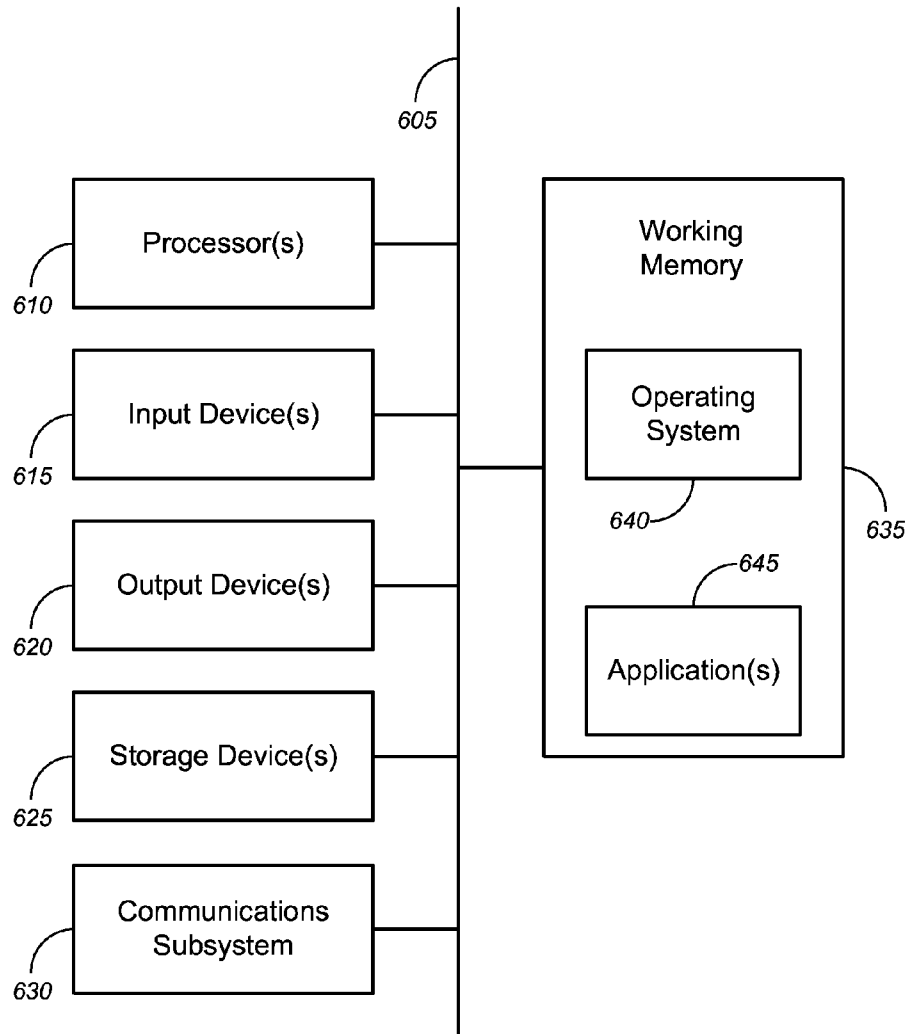 605
Processor(s)
610
Input Device(s)
615
Output Device(s)
620
Storage Device(s)
625
Communications
Subsystem
630
Working
Memory
Operating
System
640
635
645
Application(s)